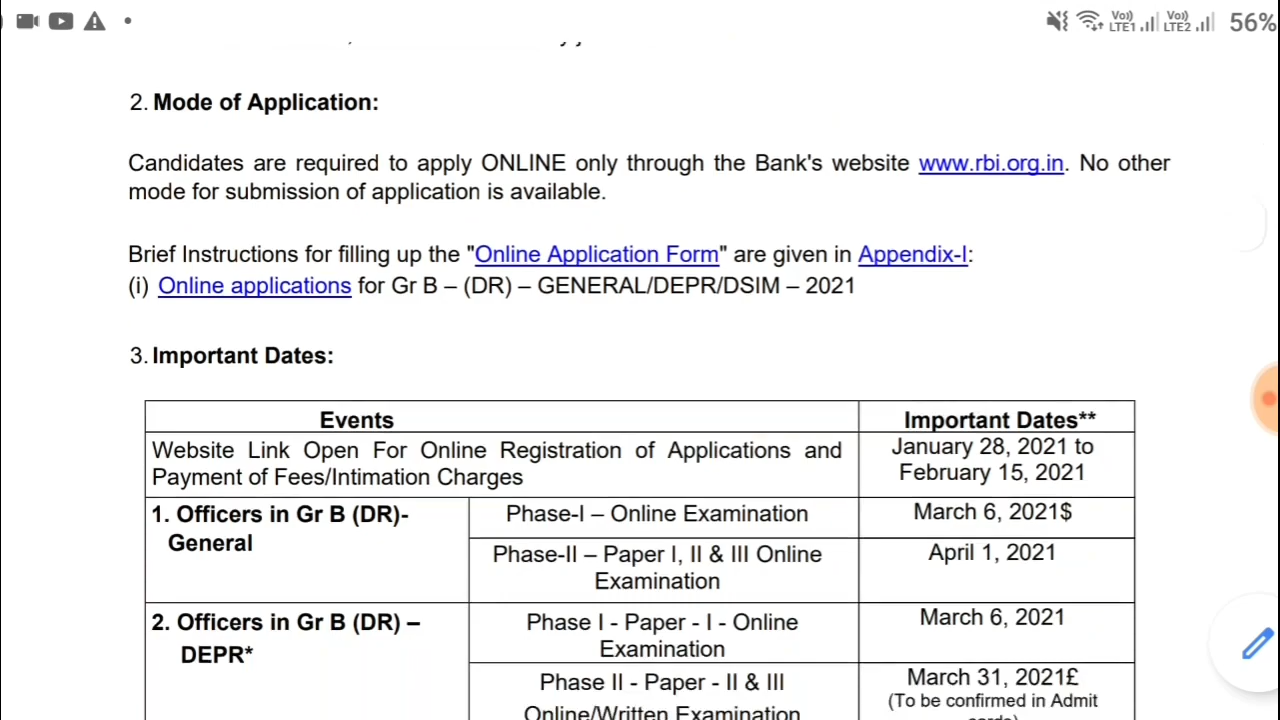 Vo)) Vo))
LTE1 LTE2 56%
2. Mode of Application:
Candidates are required to apply ONLINE only through the Bank's website www.rbi.org.in. No other
mode for submission of application is available.
Brief Instructions for filling up the "Online Application Form" are given in Appendix-I:
(i) Online applications for Gr B – (DR) – GENERAL/DEPR/DSIM – 2021
3. Important Dates:
Events Important Dates**
Website Link Open For Online Registration of Applications and
Payment of Fees/Intimation Charges
January 28, 2021 to
February 15, 2021
1. Officers in Gr B (DR)-
General
Phase-I – Online Examination March 6, 2021$
Phase-II – Paper I, II & III Online
Examination
April 1, 2021
2. Officers in Gr B (DR) –
DEPR*
Phase I - Paper - I - Online
Examination
March 6, 2021
Phase II - Paper - II & III
Online/Written Examination
March 31, 2021£
(To be confirmed in Admit
cards)